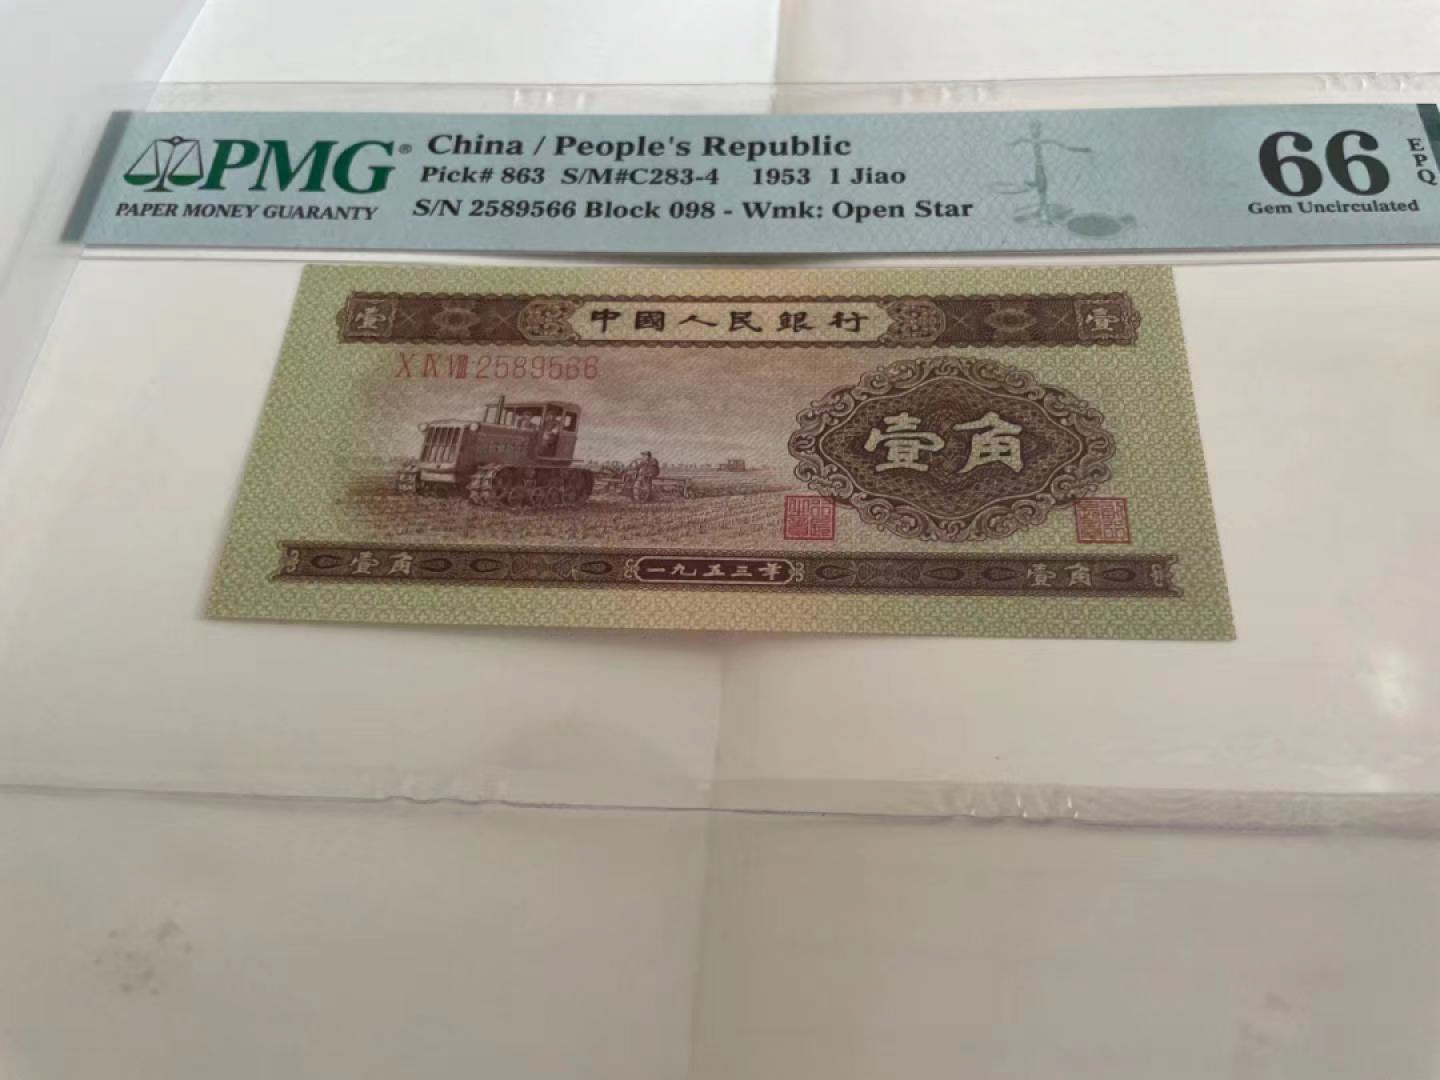 PMG®
PAPER MONEY GUARANTY
China / People's Republic
Pick# 863 S/M#C283-4 1953 1 Jiao
S/N 2589566 Block 098 - Wmk: Open Star
66 EPQ
Gem Uncirculated
壹 中國人民銀行 壹
X IX VIII 2589566
壹角
壹角 一九五三年 壹角